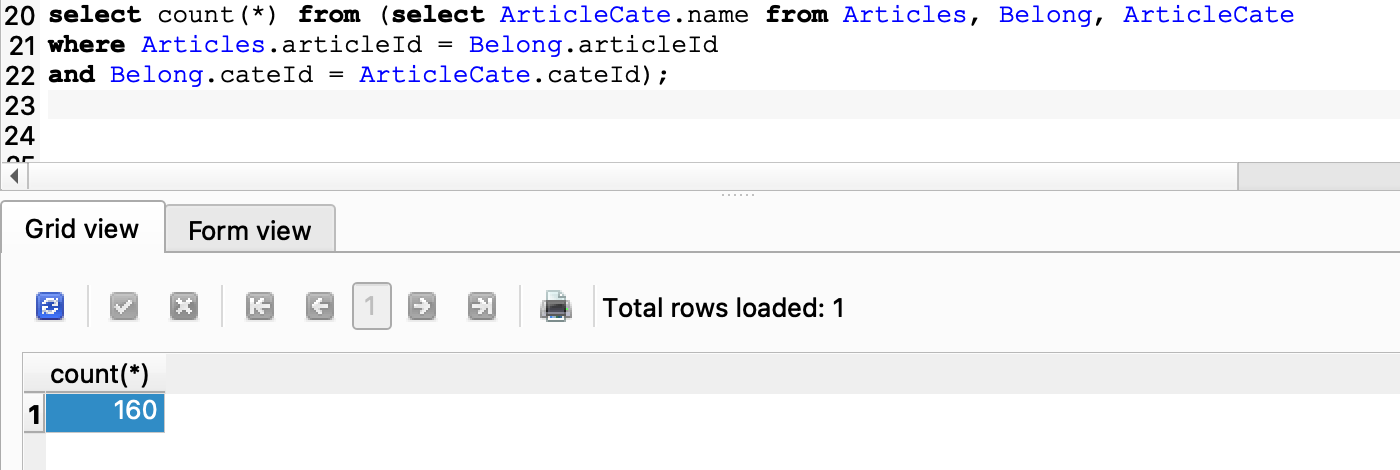 20 select count(*) from (select ArticleCate.name from Articles, Belong, ArticleCate
21 where Articles.articleId = Belong.articleId
22 and Belong.cateId = ArticleCate.cateId);
23
24
Grid view Form view
1 Total rows loaded: 1
count(*)
1 160